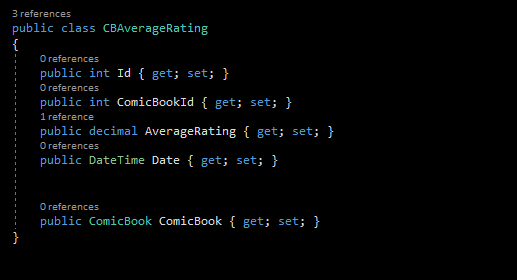 3 references
public class CBAverageRating
{
0 references
public int Id { get; set; }
0 references
public int ComicBookId { get; set; }
1 reference
public decimal AverageRating { get; set; }
0 references
public DateTime Date { get; set; }
0 references
public ComicBook ComicBook { get; set; }
}